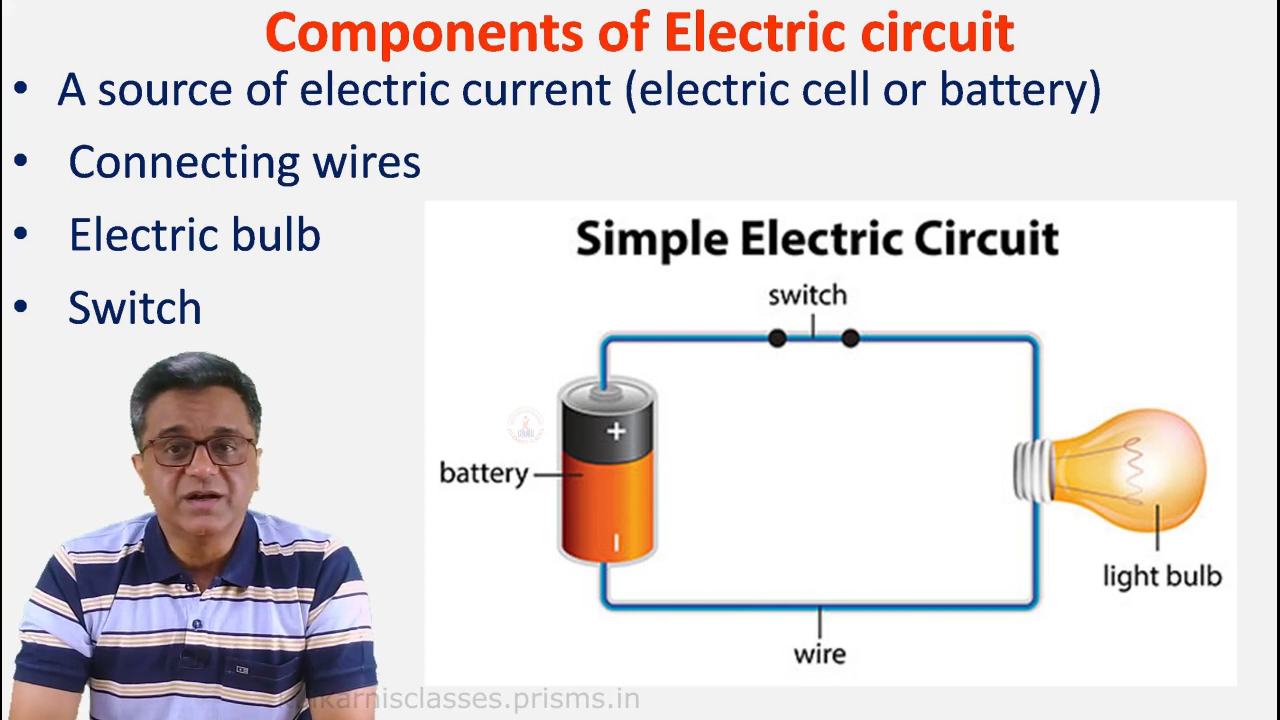 Components of Electric circuit
• A source of electric current (electric cell or battery)
• Connecting wires
• Electric bulb
• Switch
Simple Electric Circuit
switch
+
battery
light bulb
wire
karnisclasses.prisms.in